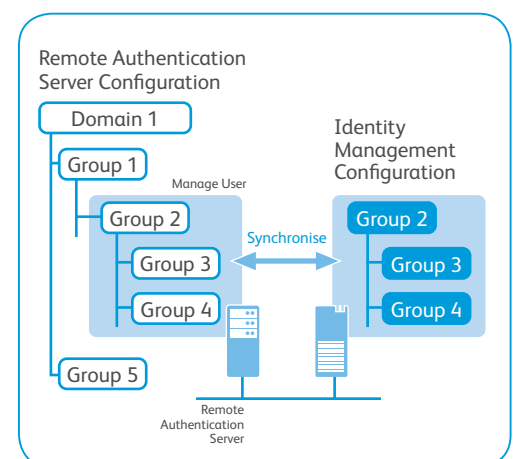 Remote Authentication
Server Configuration
Domain 1
Group 1
Manage User
Group 2
Group 3
Group 4
Group 5
Synchronise
Identity
Management
Configuration
Group 2
Group 3
Group 4
Remote
Authentication
Server